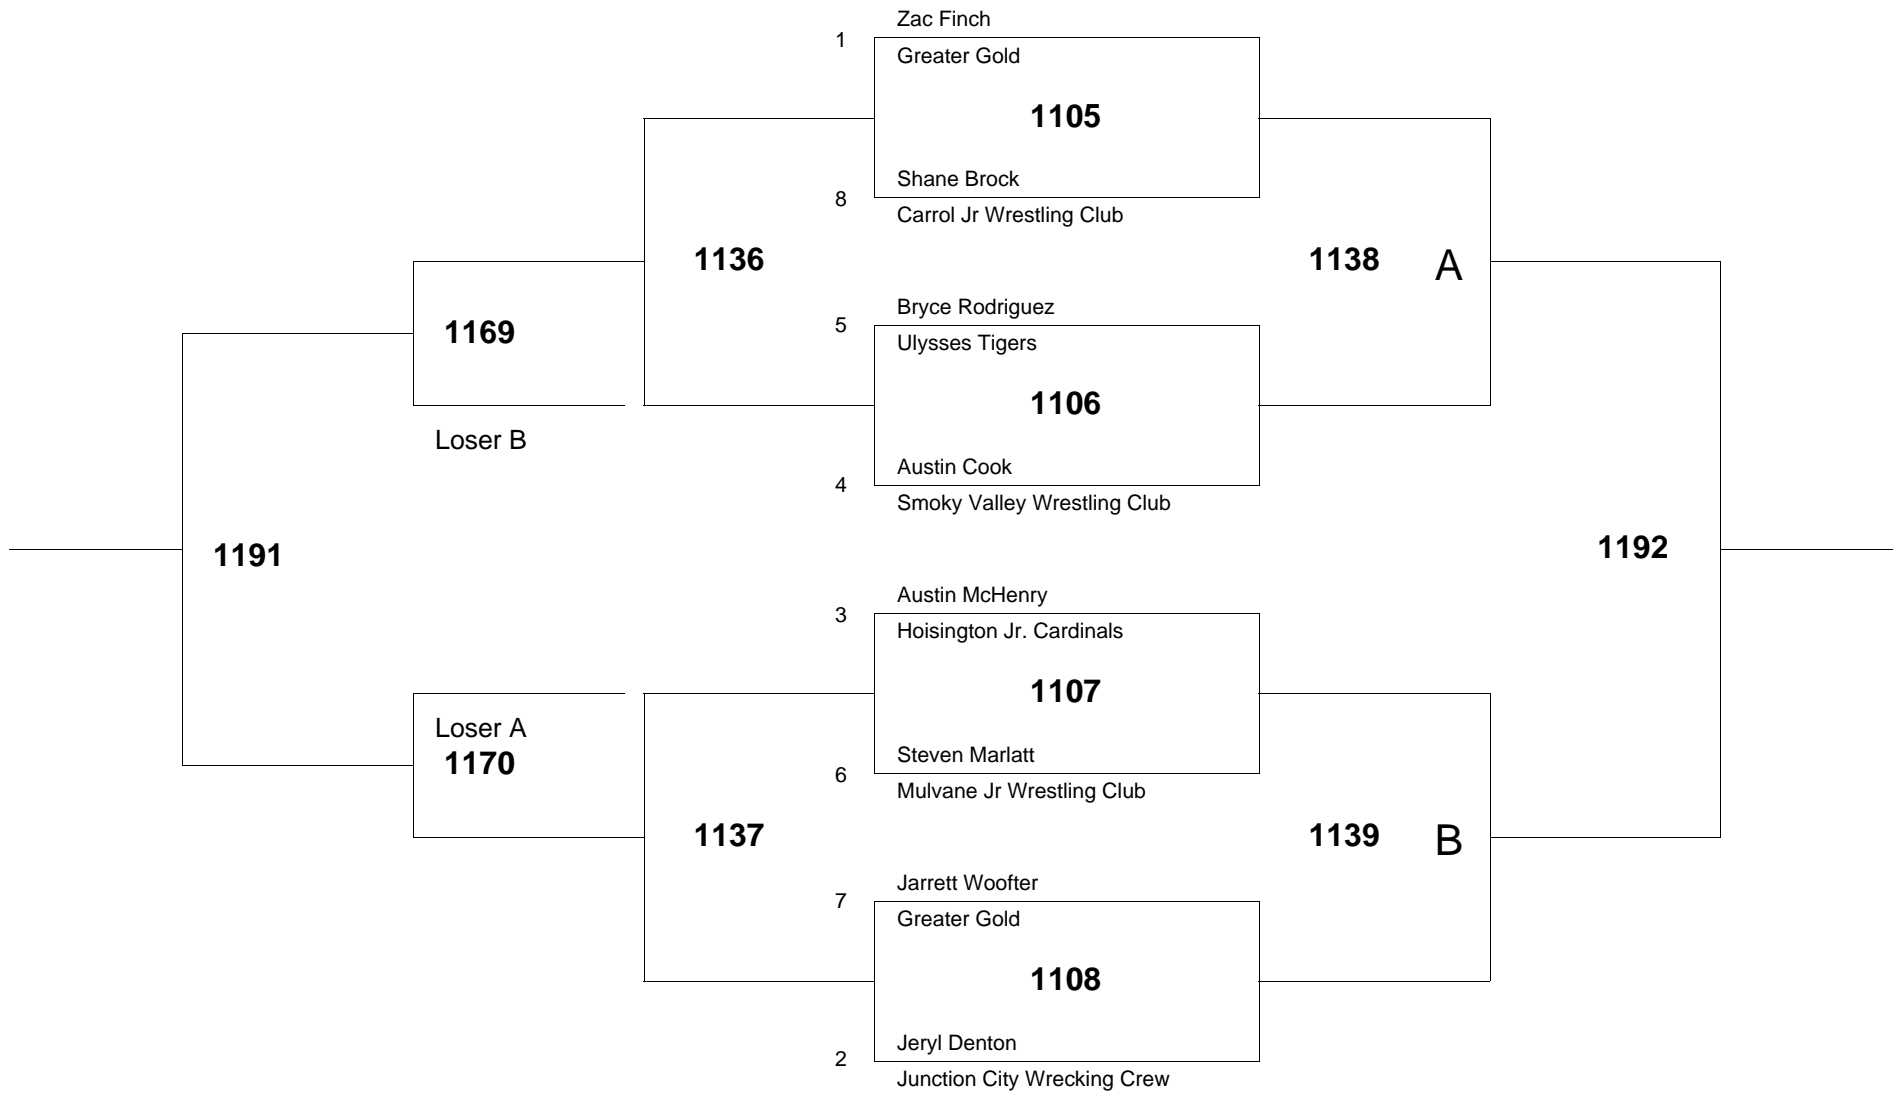 Zac Finch
1
Greater Gold
1105
Shane Brock
8
Carrol Jr Wrestling Club
1136
1138
A
Bryce Rodriguez
5
Ulysses Tigers
1169
1106
Loser B
Austin Cook
4
Smoky Valley Wrestling Club
1191
1192
Austin McHenry
3
Hoisington Jr. Cardinals
1107
Loser A
1170
Steven Marlatt
6
Mulvane Jr Wrestling Club
1137
1139
B
Jarrett Woofter
7
Greater Gold
1108
Jeryl Denton
2
Junction City Wrecking Crew